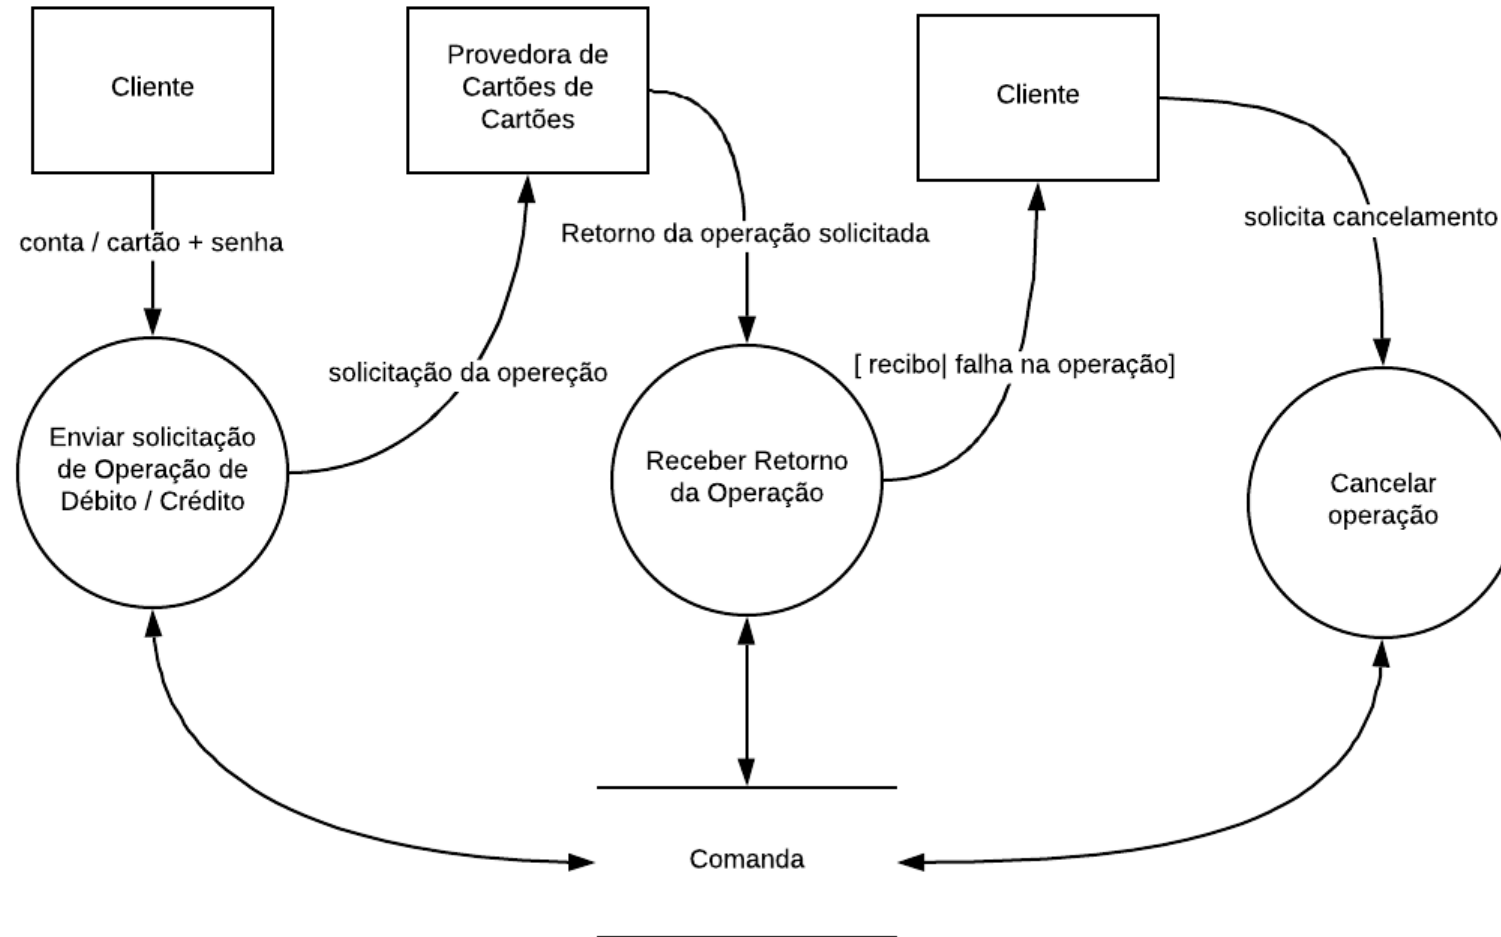 Cliente
Provedora de
Cartões de
Cartões
Cliente
conta / cartão + senha
Retorno da operação solicitada
solicita cancelamento
solicitação da opereção
[ recibo| falha na operação]
Enviar solicitação
de Operação de
Débito / Crédito
Receber Retorno
da Operação
Cancelar
operação
Comanda